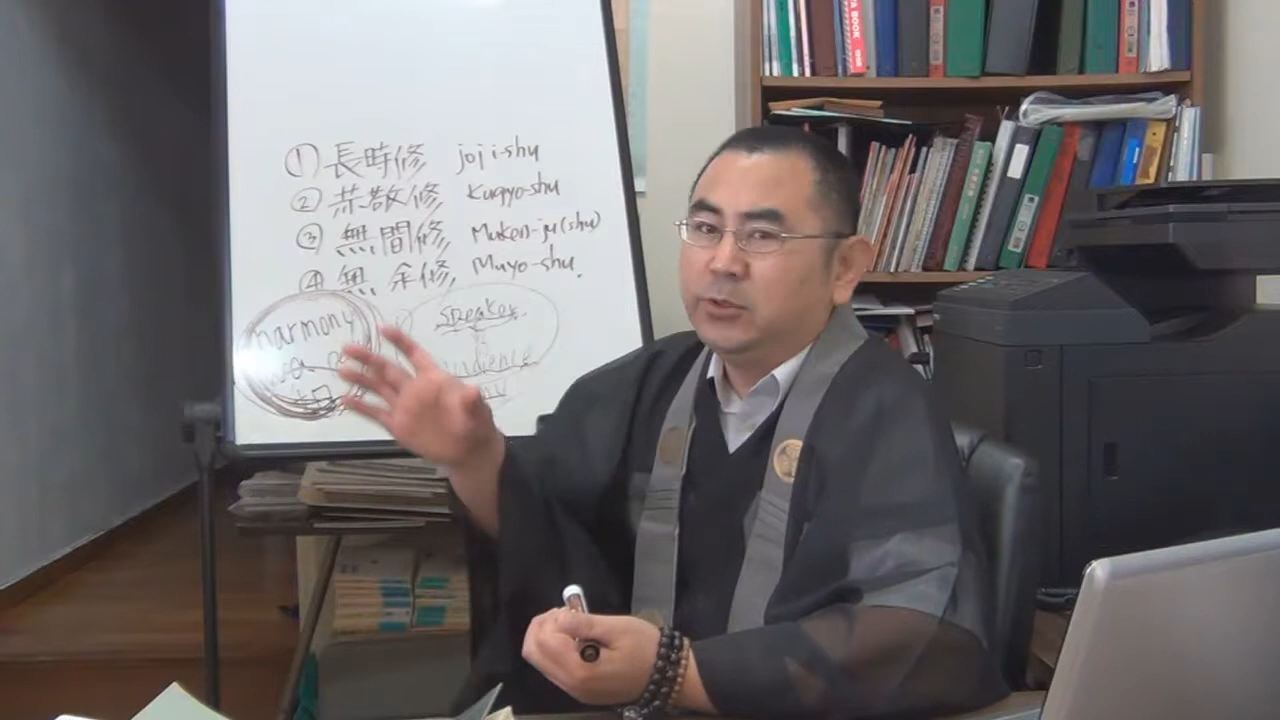 ① 長時修 joji-shu
② 恭敬修 Kugyo-shu
③ 無間修 Muken-ju(shu)
④ 無余修 Muyo-shu.
harmony
speaker
audience